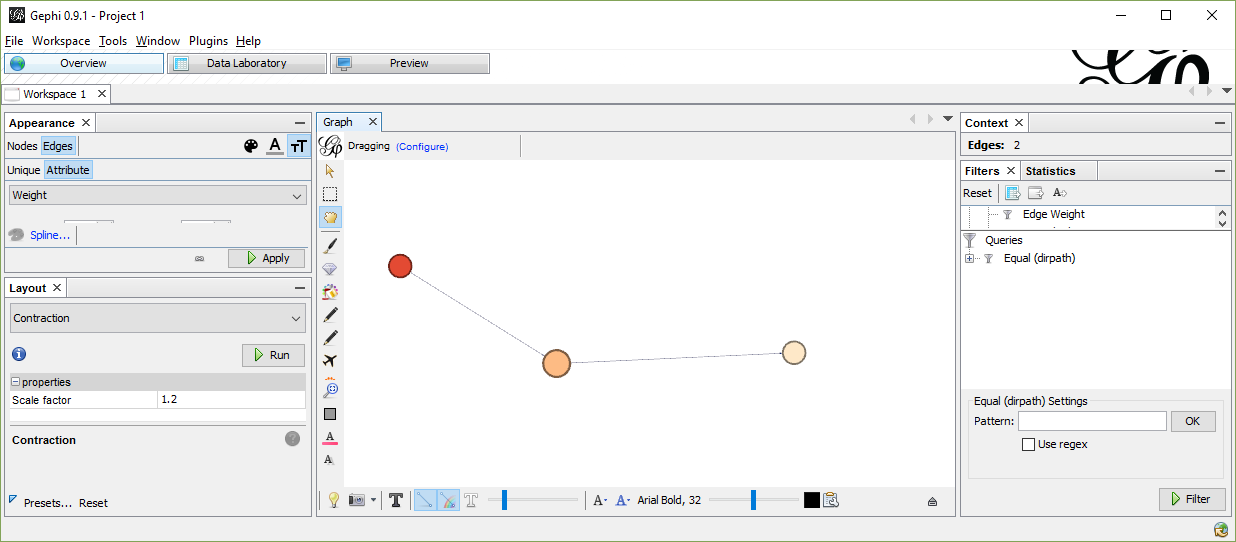 Gephi 0.9.1 - Project 1
File Workspace Tools Window Plugins Help
Overview Data Laboratory Preview
Workspace 1
Appearance
Nodes Edges
Unique Attribute
Weight
Spline...
Apply
Layout
Contraction
Run
properties
Scale factor 1.2
Contraction
Presets... Reset
Graph
Dragging (Configure)
Arial Bold, 32
Context
Edges: 2
Filters Statistics
Reset
Edge Weight
Queries
Equal (dirpath)
Equal (dirpath) Settings
Pattern: OK
Use regex
Filter